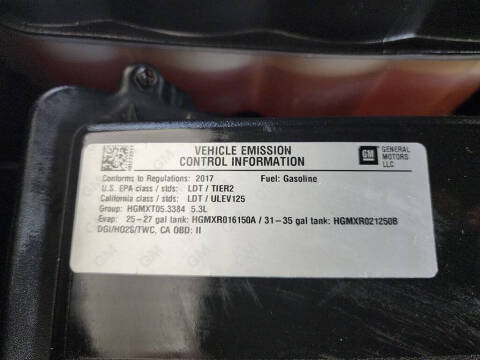 VEHICLE EMISSION
CONTROL INFORMATION
GM GENERAL
MOTORS
LLC
Conforms to Regulations: 2017 Fuel: Gasoline
U.S. EPA class / stds: LDT / TIER2
California class / stds: LDT / ULEV125
Group: HGMXT05.3384 5.3L
Evap: 25-27 gal tank: HGMXR016150A / 31-35 gal tank: HGMXR021250B
DGI/HO2S/TWC, CA OBD: II